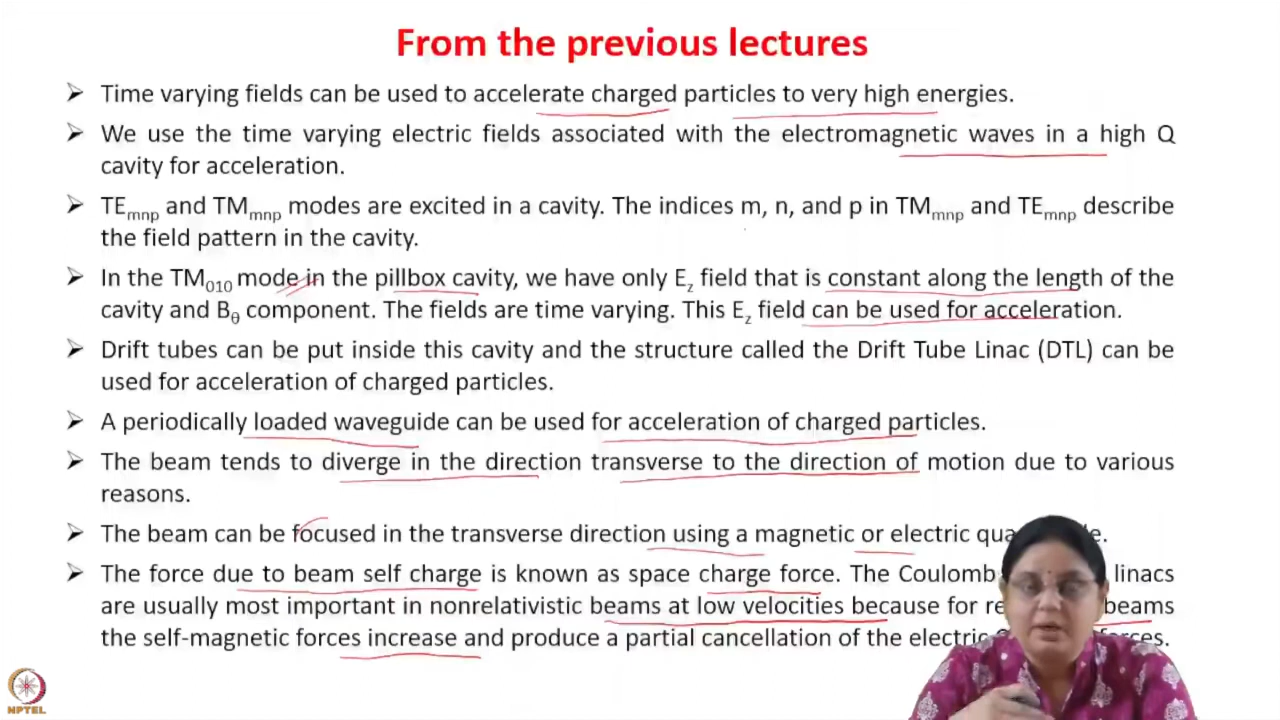 From the previous lectures
➢ Time varying fields can be used to accelerate charged particles to very high energies.
➢ We use the time varying electric fields associated with the electromagnetic waves in a high Q
cavity for acceleration.
➢ TEmnp and TMmnp modes are excited in a cavity. The indices m, n, and p in TMmnp and TEmnp describe
the field pattern in the cavity.
➢ In the TM010 mode in the pillbox cavity, we have only Ez field that is constant along the length of the
cavity and Bθ component. The fields are time varying. This Ez field can be used for acceleration.
➢ Drift tubes can be put inside this cavity and the structure called the Drift Tube Linac (DTL) can be
used for acceleration of charged particles.
➢ A periodically loaded waveguide can be used for acceleration of charged particles.
➢ The beam tends to diverge in the direction transverse to the direction of motion due to various
reasons.
➢ The beam can be focused in the transverse direction using a magnetic or electric
➢ The force due to beam self charge is known as space charge force. The Coulomb linacs
are usually most important in nonrelativistic beams at low velocities because for beams
the self-magnetic forces increase and produce a partial cancellation of the electric forces.
NPTEL